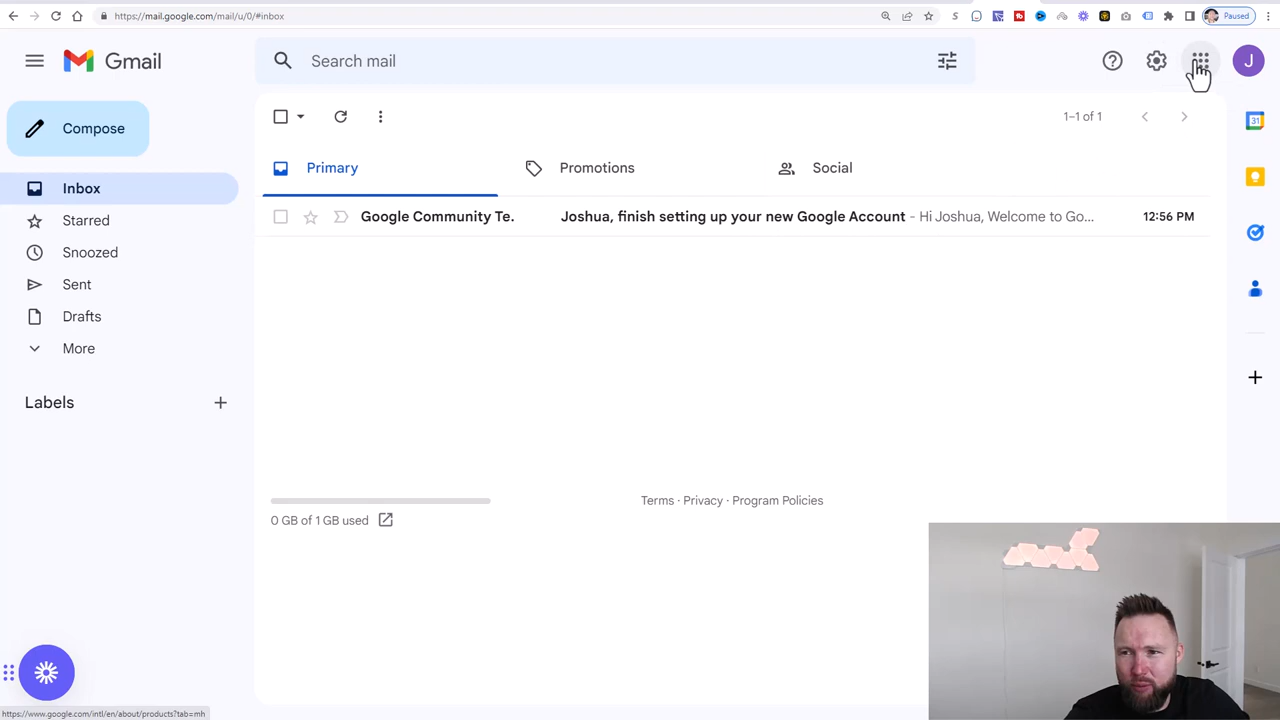 https://mail.google.com/mail/u/0/#inbox
Paused
Gmail
Search mail
J
Compose
1–1 of 1
31
Inbox
Primary
Promotions
Social
Starred
Google Community Te.
Joshua, finish setting up your new Google Account - Hi Joshua, Welcome to Go...
12:56 PM
Snoozed
Sent
Drafts
More
Labels
Terms · Privacy · Program Policies
0 GB of 1 GB used
https://www.google.com/intl/en/about/products?tab=mh